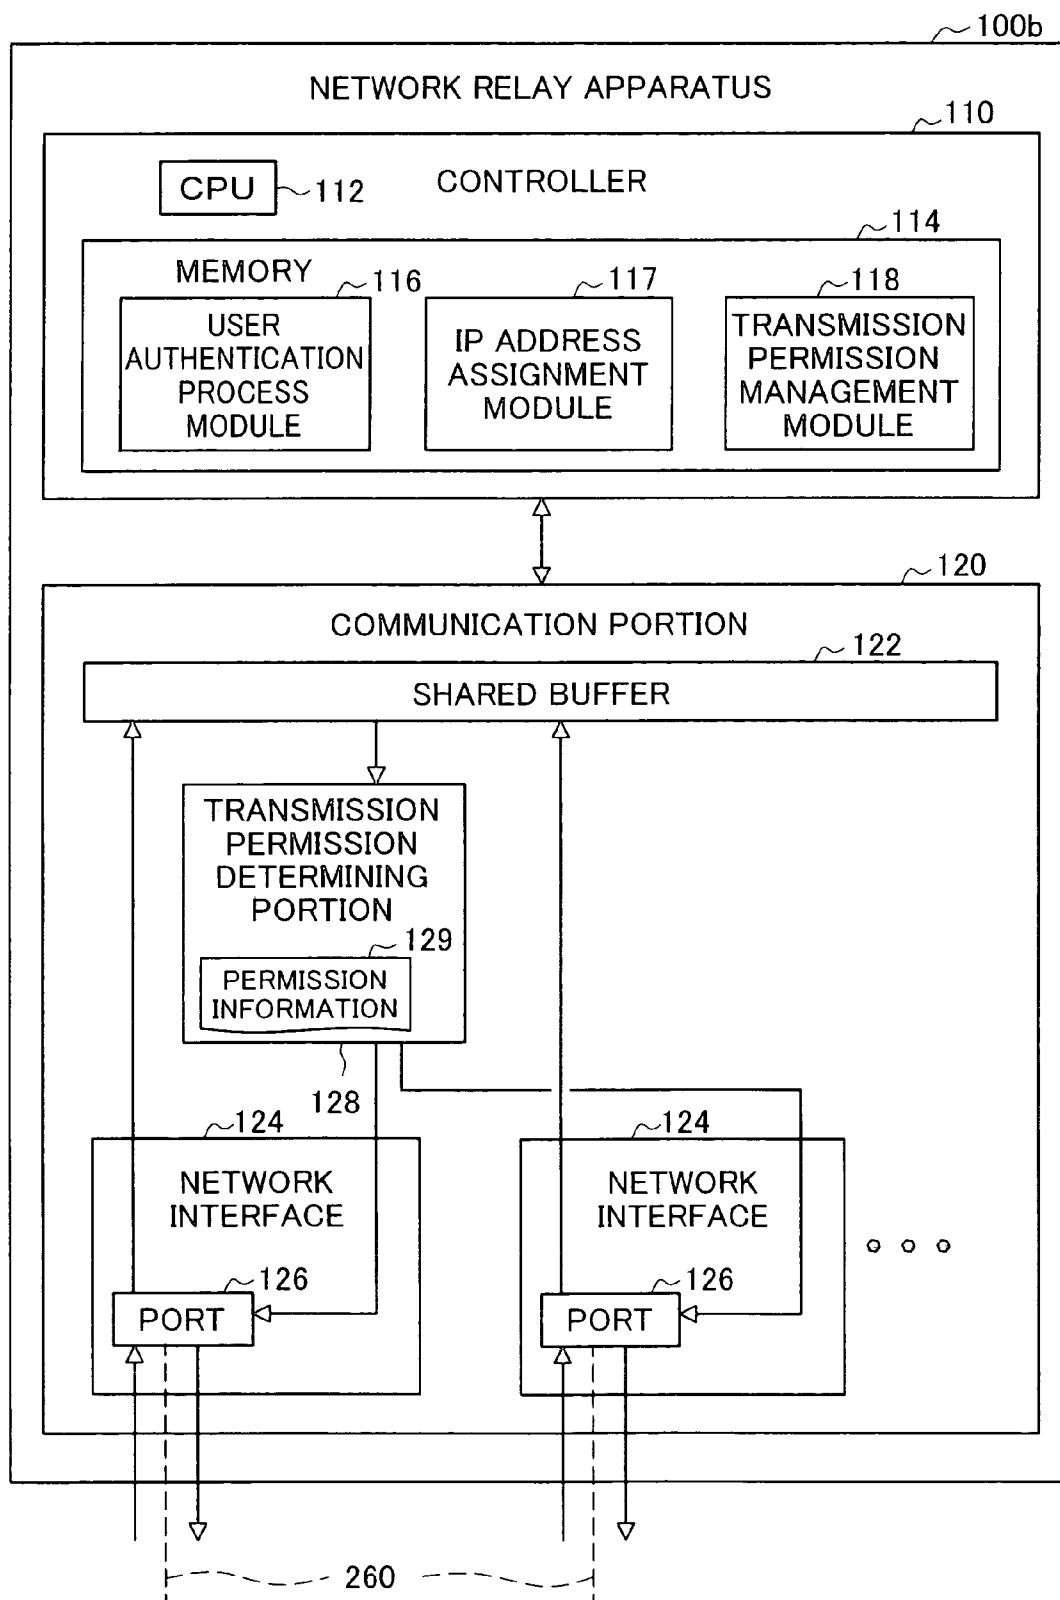 100b
NETWORK RELAY APPARATUS
110
CPU
112
CONTROLLER
114
MEMORY
116
117
118
USER
AUTHENTICATION
PROCESS
MODULE
IP ADDRESS
ASSIGNMENT
MODULE
TRANSMISSION
PERMISSION
MANAGEMENT
MODULE
120
COMMUNICATION PORTION
122
SHARED BUFFER
TRANSMISSION
PERMISSION
DETERMINING
PORTION
129
PERMISSION
INFORMATION
128
124
124
NETWORK
INTERFACE
NETWORK
INTERFACE
126
PORT
126
PORT
260